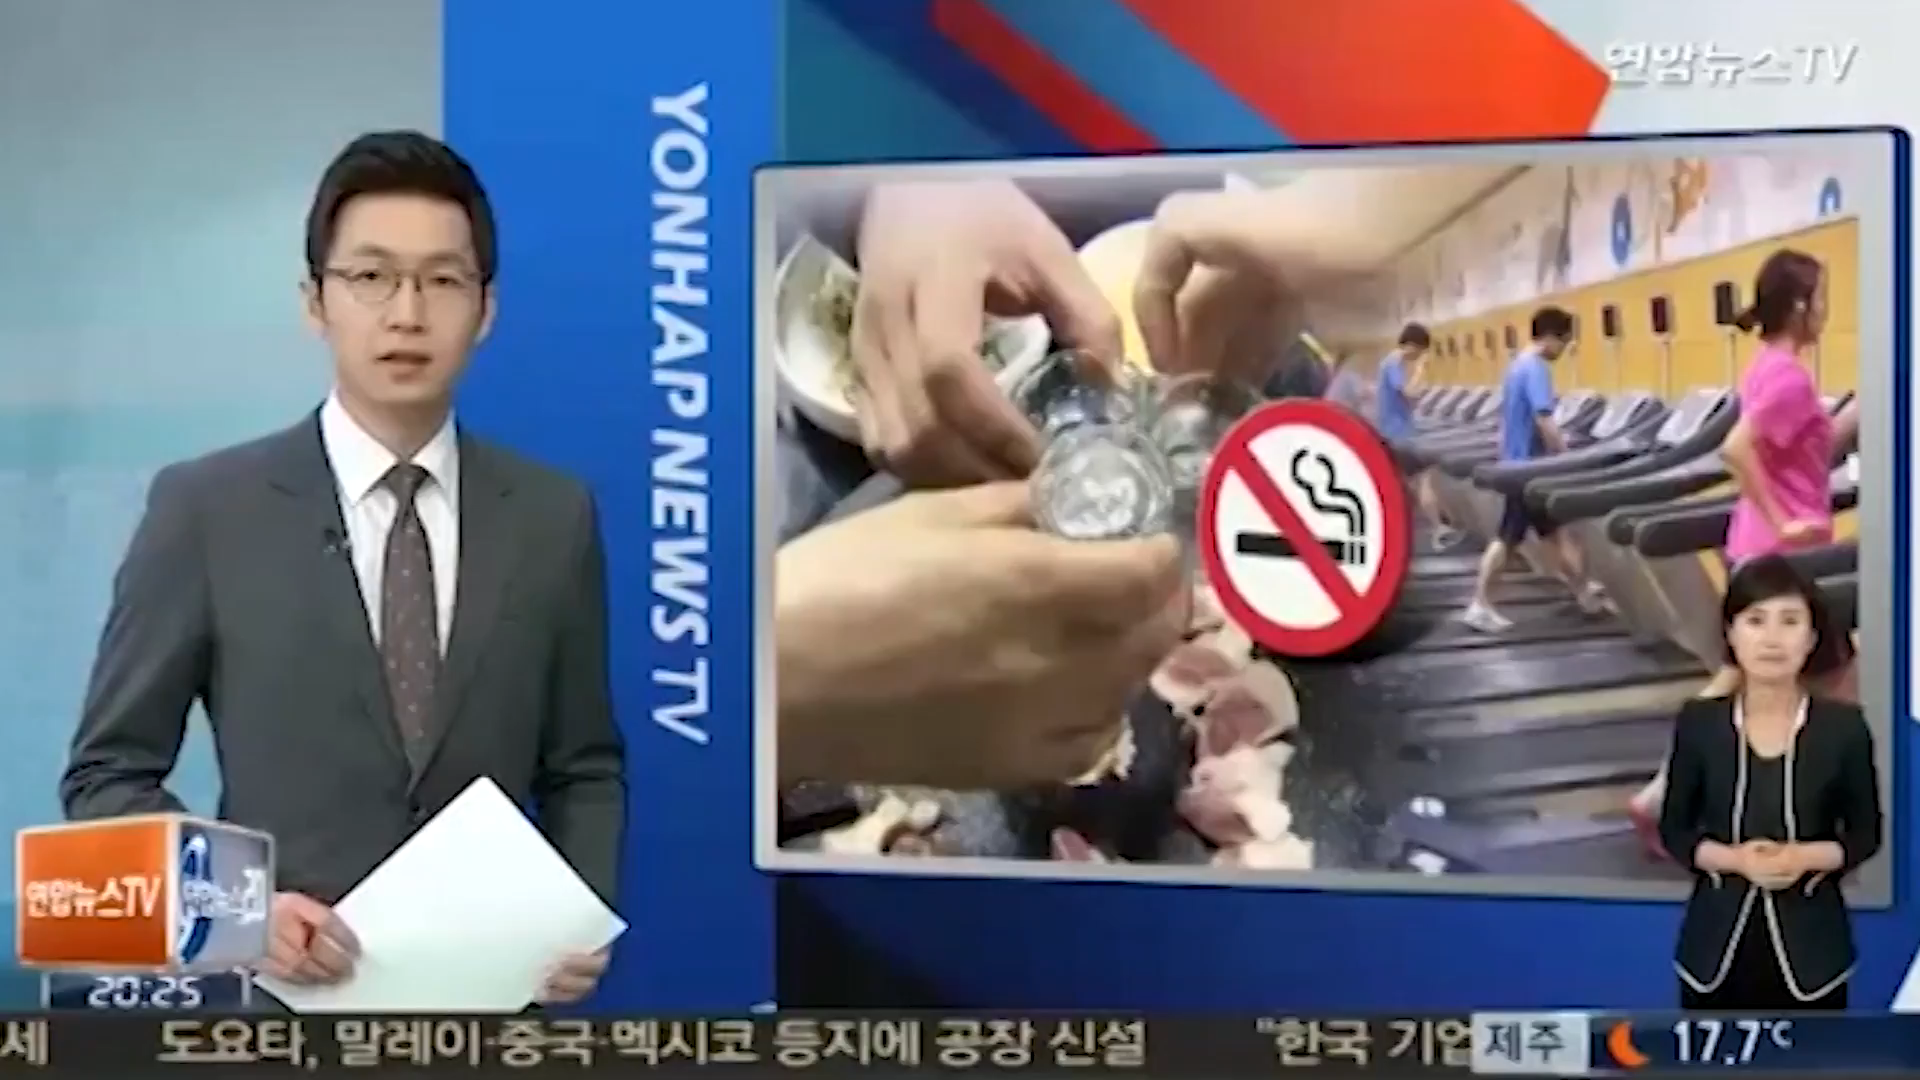 연합뉴스TV
YONHAP NEWS TV
연합뉴스TV
20:25
세 도요타, 말레이·중국·멕시코 등지에 공장 신설 "한국 기업
제주 17.7℃